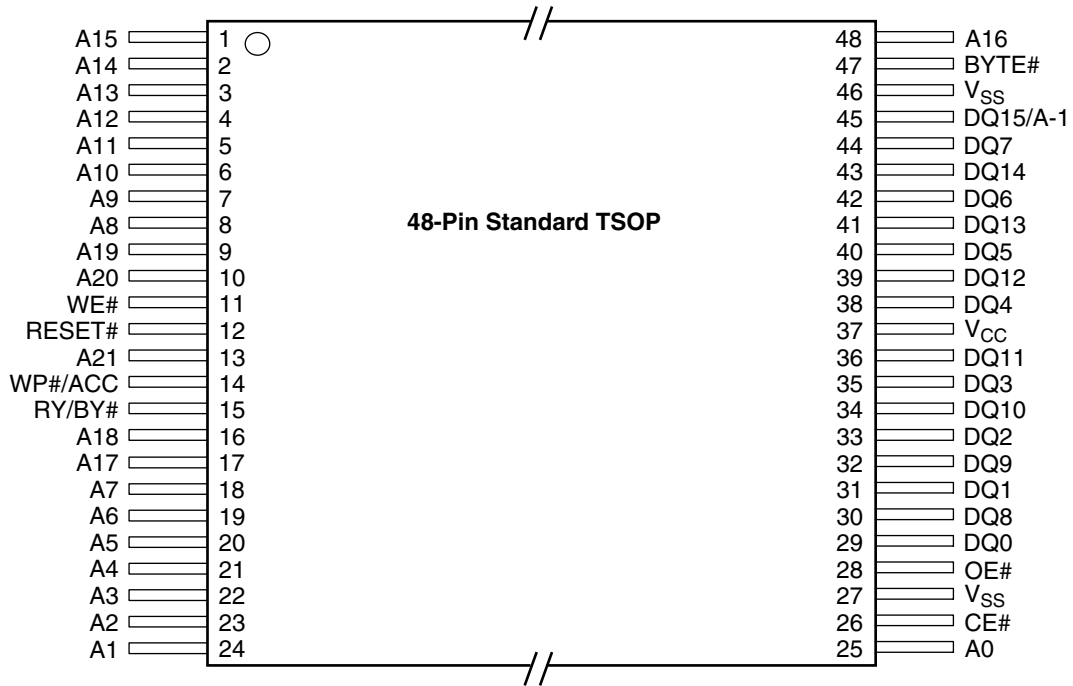 A15 1 48 A16
A14 2 47 BYTE#
A13 3 46 VSS
A12 4 45 DQ15/A-1
A11 5 44 DQ7
A10 6 43 DQ14
A9 7 42 DQ6
A8 8 48-Pin Standard TSOP 41 DQ13
A19 9 40 DQ5
A20 10 39 DQ12
WE# 11 38 DQ4
RESET# 12 37 VCC
A21 13 36 DQ11
WP#/ACC 14 35 DQ3
RY/BY# 15 34 DQ10
A18 16 33 DQ2
A17 17 32 DQ9
A7 18 31 DQ1
A6 19 30 DQ8
A5 20 29 DQ0
A4 21 28 OE#
A3 22 27 VSS
A2 23 26 CE#
A1 24 25 A0